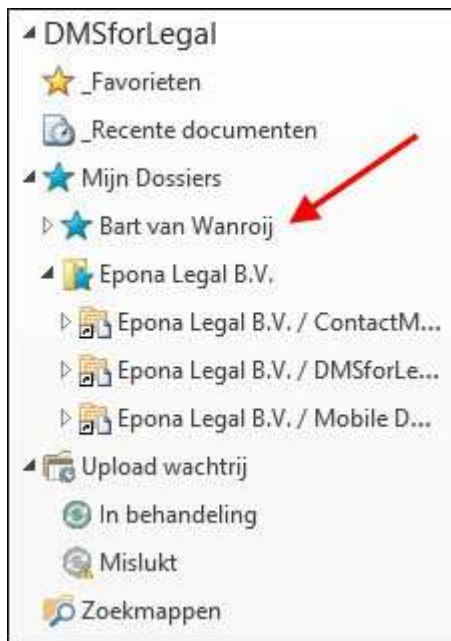 DMSforLegal
_Favorieten
_Recente documenten
Mijn Dossiers
Bart van Wanroij
Epona Legal B.V.
Epona Legal B.V. / ContactM...
Epona Legal B.V. / DMSforLe...
Epona Legal B.V. / Mobile D...
Upload wachtrij
In behandeling
Mislukt
Zoekmappen